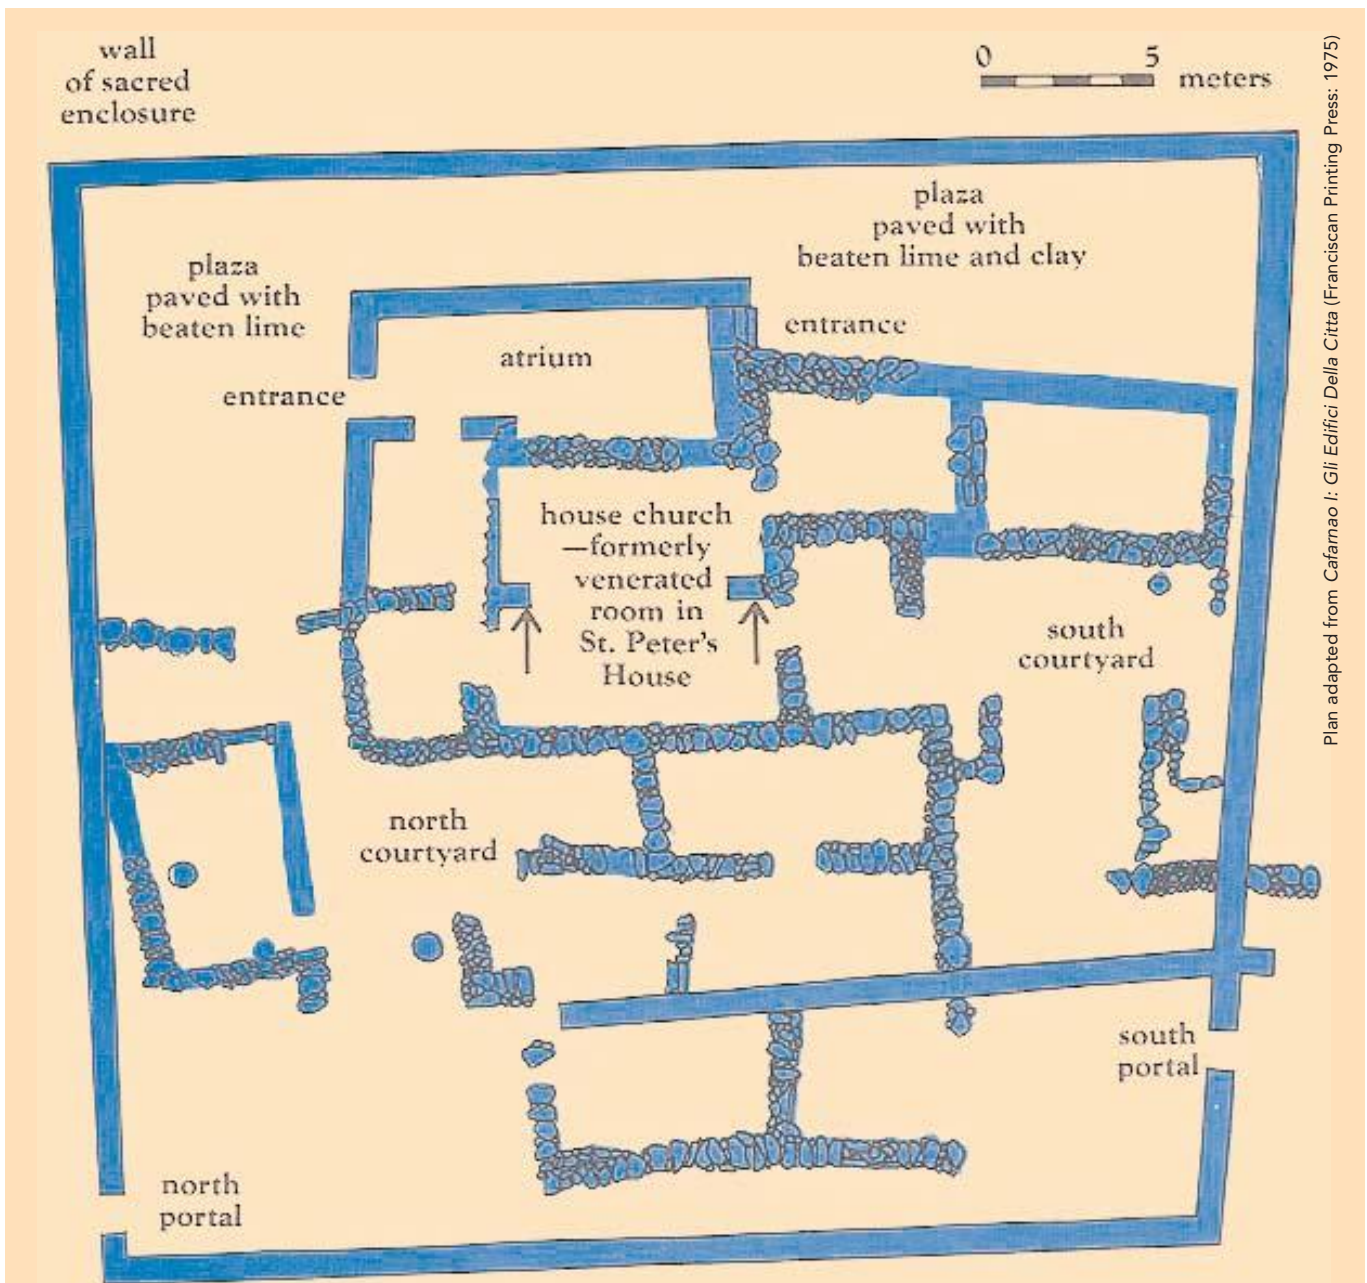 wall
of sacred
enclosure
0 5
meters
plaza
paved with
beaten lime and clay
plaza
paved with
beaten lime
entrance
atrium
entrance
house church
—formerly
venerated
room in
St. Peter's
House
south
courtyard
north
courtyard
south
portal
north
portal
Plan adapted from Cafarnao I: Gli Edifici Della Citta (Franciscan Printing Press: 1975)